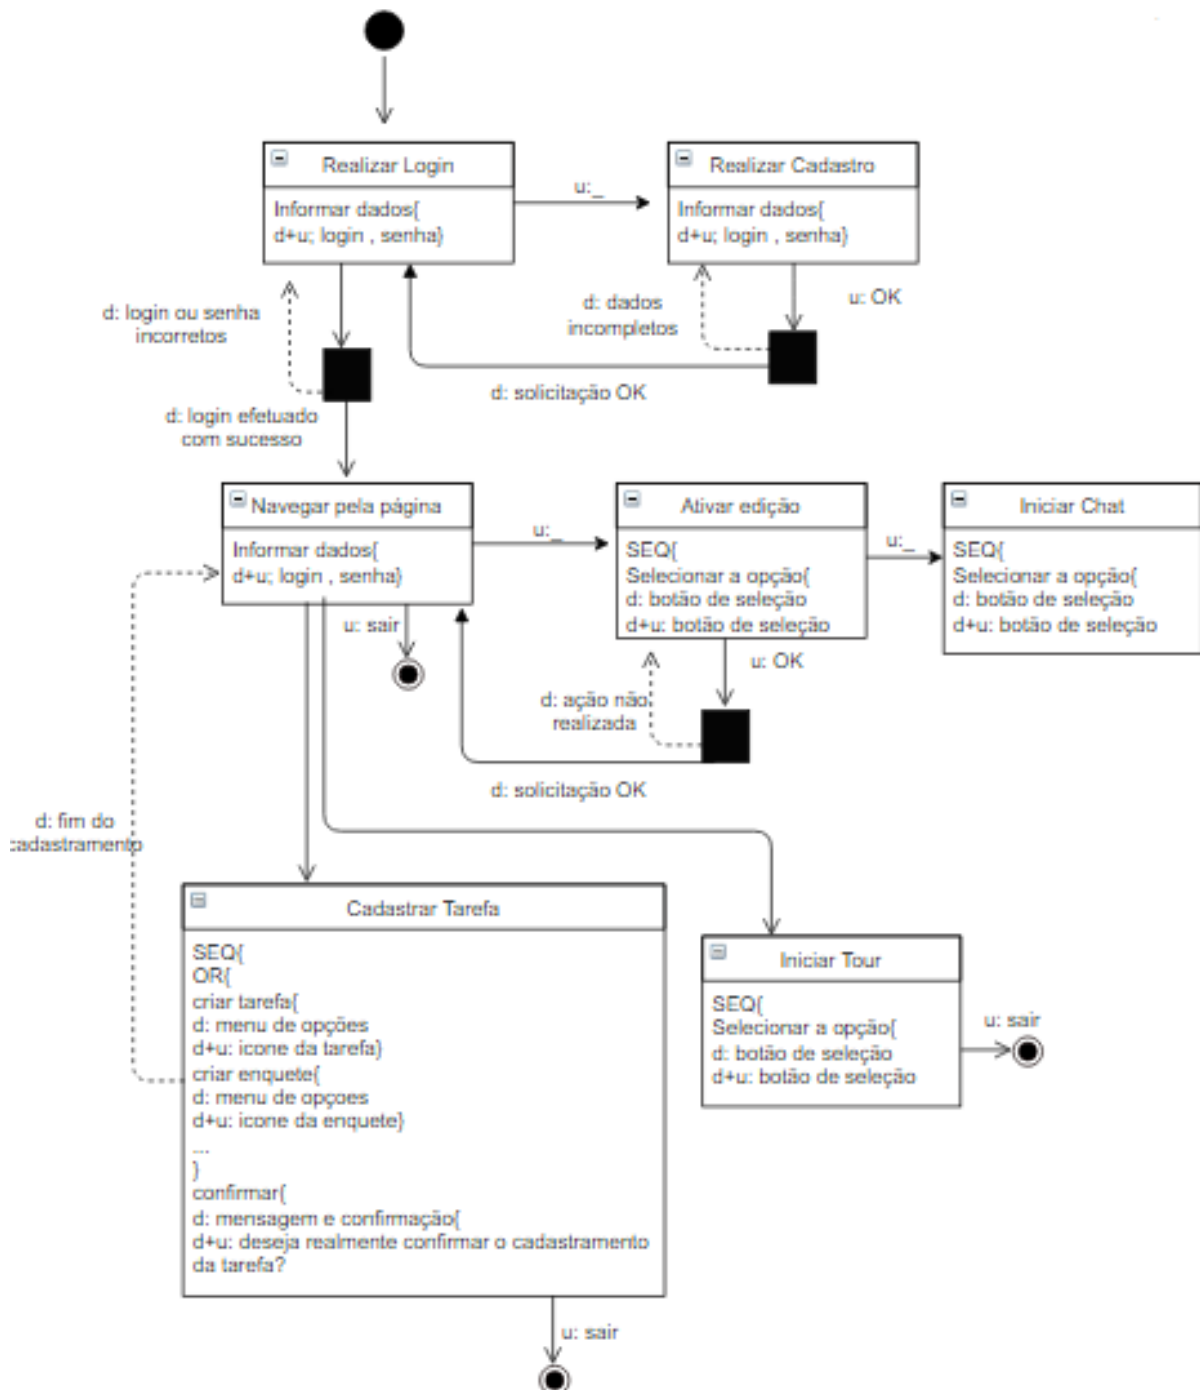 Realizar Login
Informar dados{
d+u; login , senha}
u:_
Realizar Cadastro
Informar dados{
d+u; login , senha}
d: login ou senha
incorretos
d: dados
incompletos
u: OK
d: solicitação OK
d: login efetuado
com sucesso
Navegar pela página
Informar dados{
d+u; login , senha}
u:_
Ativar edição
SEQ{
Selecionar a opção{
d: botão de seleção
d+u: botão de seleção
u:_
Iniciar Chat
SEQ{
Selecionar a opção{
d: botão de seleção
d+u: botão de seleção
u: sair
u: OK
d: ação não
realizada
d: solicitação OK
d: fim do
cadastramento
Cadastrar Tarefa
SEQ{
OR{
criar tarefa{
d: menu de opções
d+u: icone da tarefa}
criar enquete{
d: menu de opçoes
d+u: icone da enquete}
...
}
confirmar{
d: mensagem e confirmação{
d+u: deseja realmente confirmar o cadastramento
da tarefa?
Iniciar Tour
SEQ{
Selecionar a opção{
d: botão de seleção
d+u: botão de seleção
u: sair
u: sair